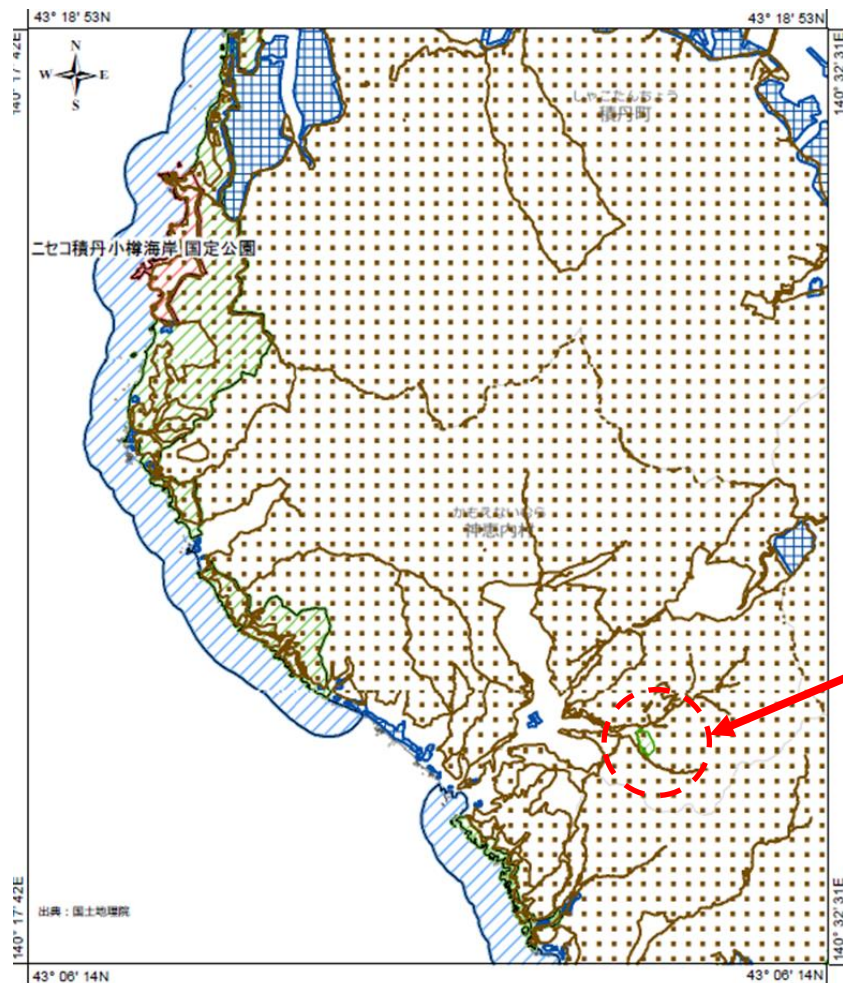 43° 18' 53N
43° 18' 53N
140° 17' 42E
140° 32' 31E
N
W
E
S
しゃこたんちょう
積丹町
ニセコ積丹小樽海岸 国定公園
かもえないむら
神恵内村
140° 17' 42E
140° 32' 31E
出典：国土地理院
43° 06' 14N
43° 06' 14N